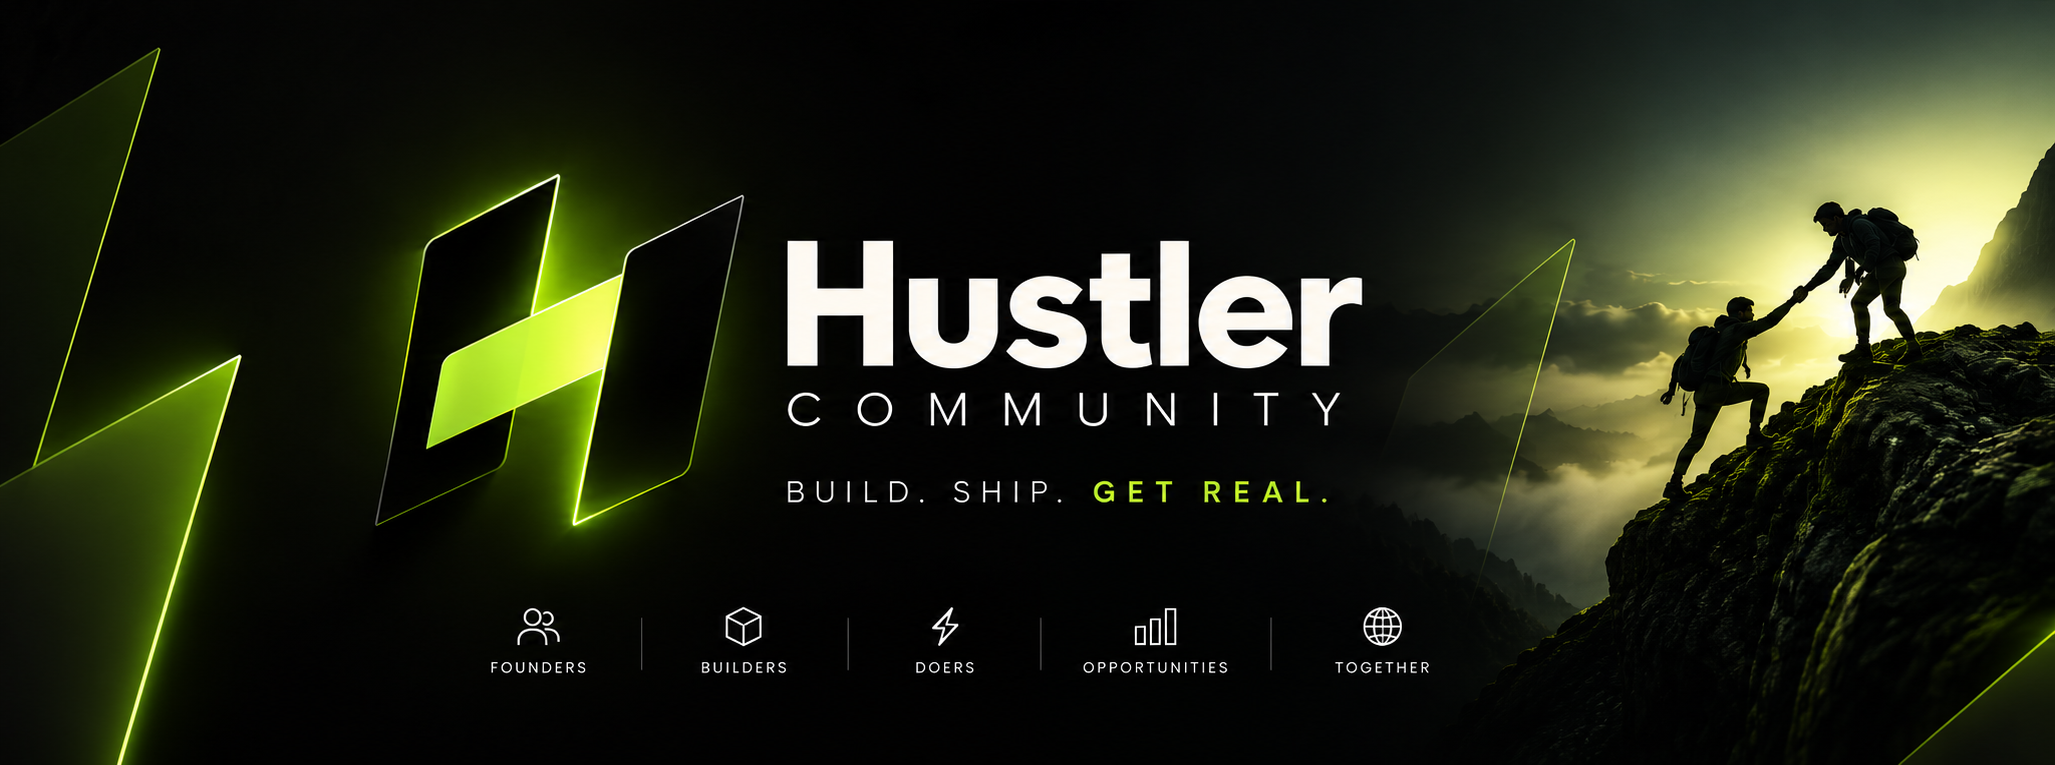 Hustler
COMMUNITY
BUILD. SHIP. GET REAL.
FOUNDERS
BUILDERS
DOERS
OPPORTUNITIES
TOGETHER